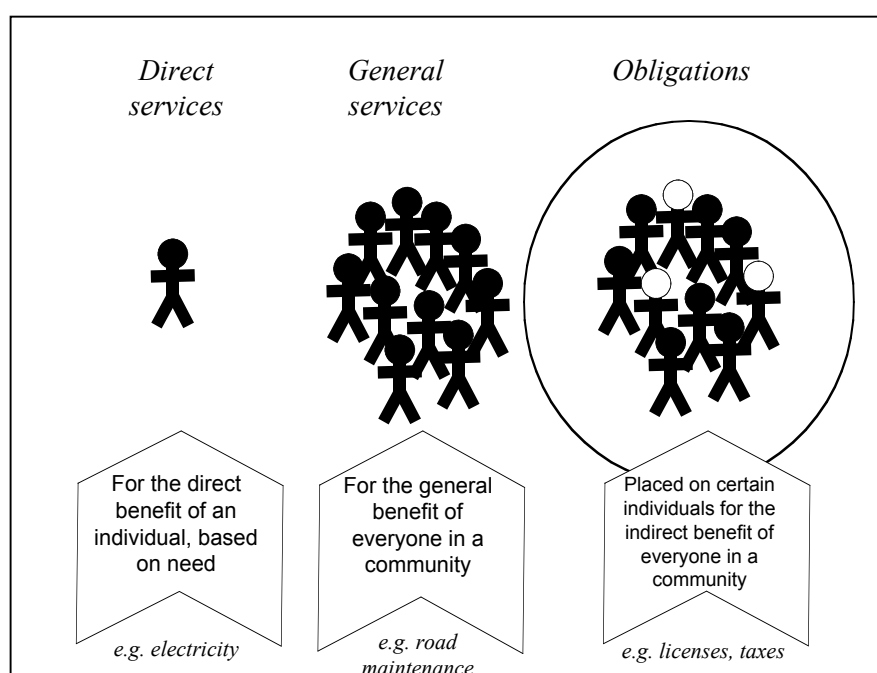 Direct
services
General
services
Obligations
For the direct
benefit of an
individual, based
on need
For the general
benefit of
everyone in a
community
Placed on certain
individuals for the
indirect benefit of
everyone in a
community
e.g. electricity
e.g. road
maintenance
e.g. licenses, taxes